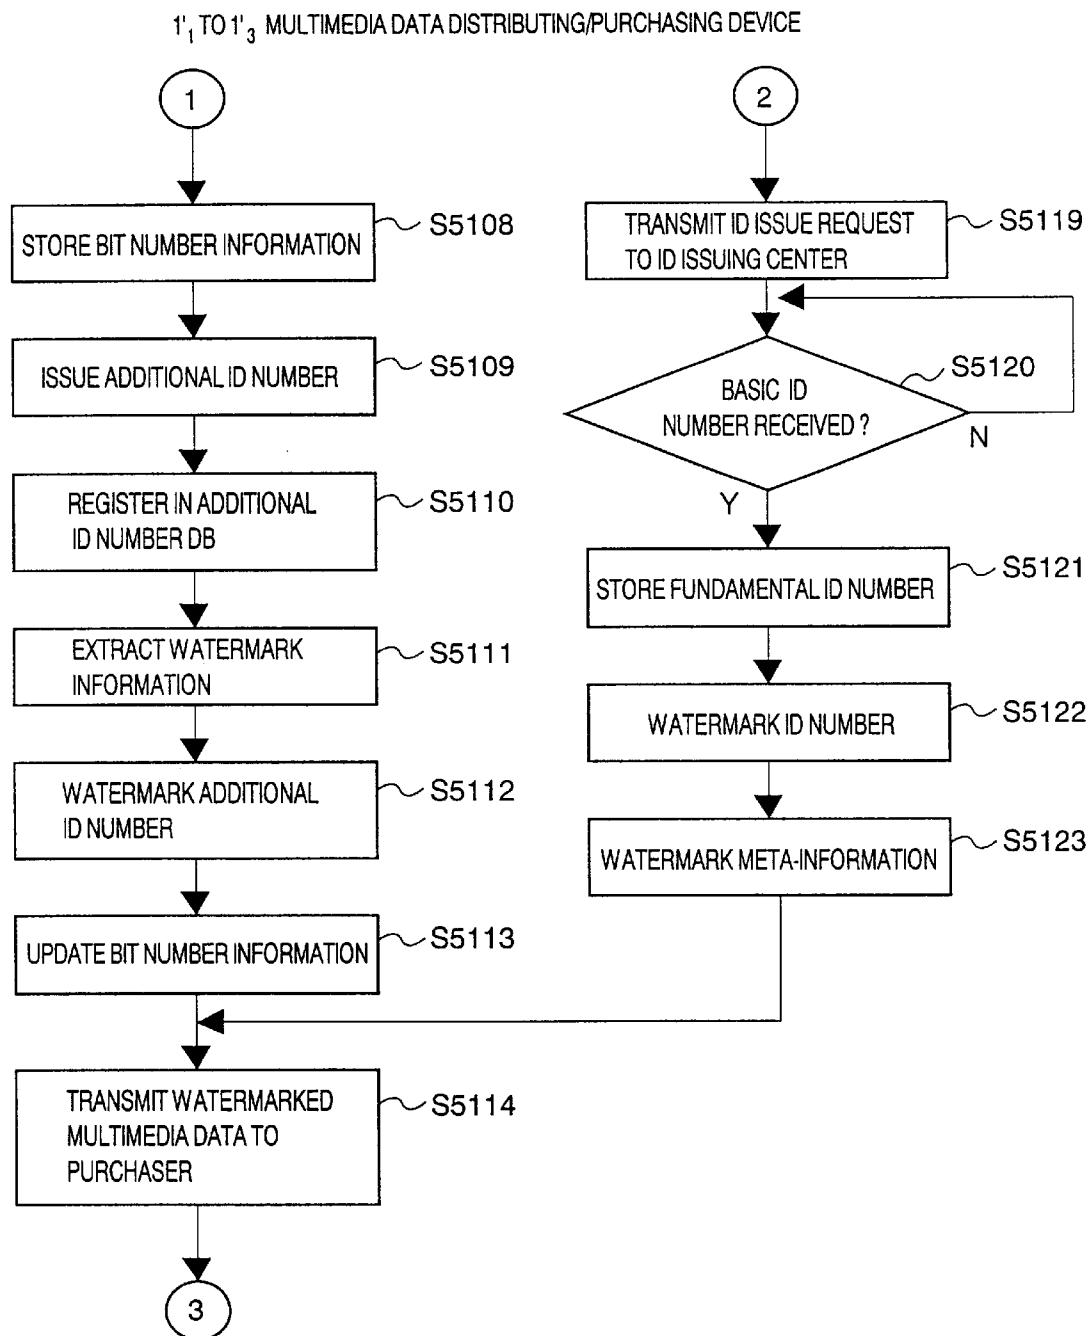 1'1 TO 1'3 MULTIMEDIA DATA DISTRIBUTING/PURCHASING DEVICE
1
STORE BIT NUMBER INFORMATION
S5108
ISSUE ADDITIONAL ID NUMBER
S5109
REGISTER IN ADDITIONAL
ID NUMBER DB
S5110
EXTRACT WATERMARK
INFORMATION
S5111
WATERMARK ADDITIONAL
ID NUMBER
S5112
UPDATE BIT NUMBER INFORMATION
S5113
TRANSMIT WATERMARKED
MULTIMEDIA DATA TO
PURCHASER
S5114
3
2
TRANSMIT ID ISSUE REQUEST
TO ID ISSUING CENTER
S5119
BASIC ID
NUMBER RECEIVED ?
S5120
N
Y
STORE FUNDAMENTAL ID NUMBER
S5121
WATERMARK ID NUMBER
S5122
WATERMARK META-INFORMATION
S5123